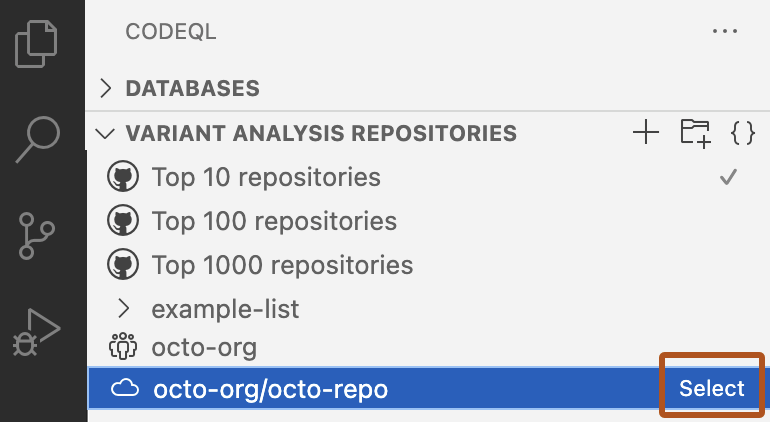 CODEQL
DATABASES
VARIANT ANALYSIS REPOSITORIES
Top 10 repositories
Top 100 repositories
Top 1000 repositories
example-list
octo-org
octo-org/octo-repo Select